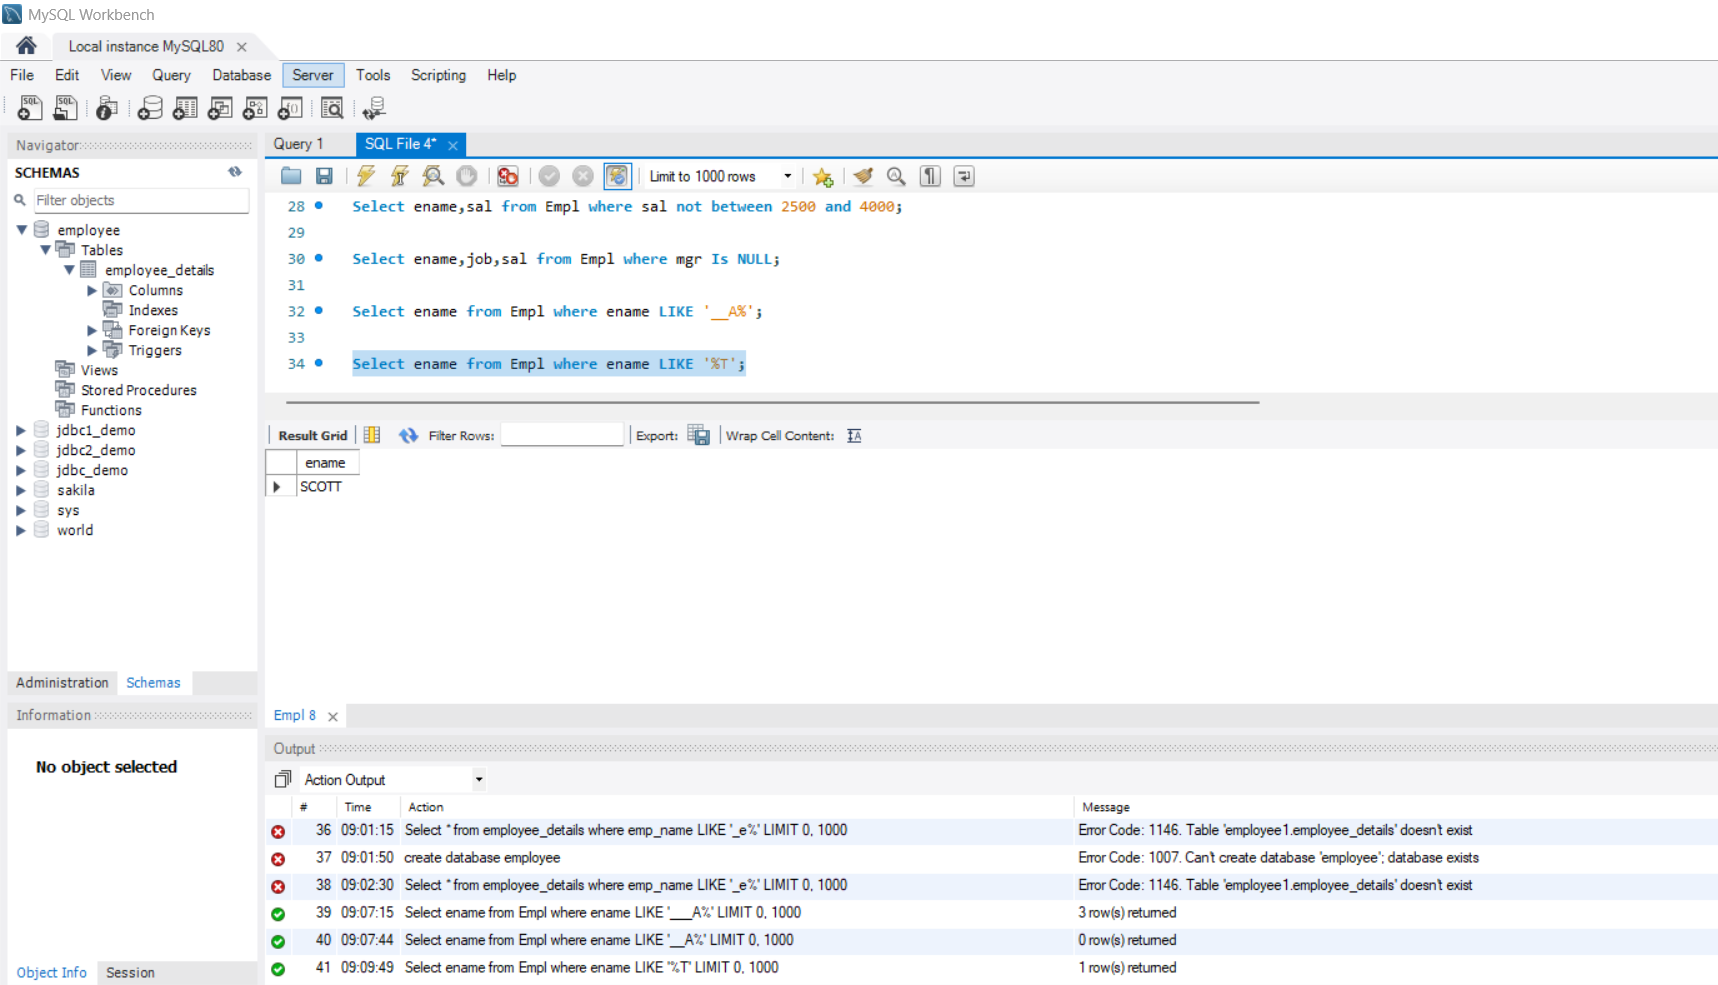 MySQL Workbench
Local instance MySQL80
File Edit View Query Database Server Tools Scripting Help
Navigator
SCHEMAS
Filter objects
employee
Tables
employee_details
Columns
Indexes
Foreign Keys
Triggers
Views
Stored Procedures
Functions
jdbc1_demo
jdbc2_demo
jdbc_demo
sakila
sys
world
Administration Schemas
Information
No object selected
Object Info Session
Query 1 SQL File 4*
Limit to 1000 rows
28 Select ename,sal from Empl where sal not between 2500 and 4000;
29
30 Select ename,job,sal from Empl where mgr Is NULL;
31
32 Select ename from Empl where ename LIKE '__A%';
33
34 Select ename from Empl where ename LIKE '%T';
Result Grid Filter Rows: Export: Wrap Cell Content:
ename
SCOTT
Empl 8
Output
Action Output
# Time Action Message
36 09:01:15 Select * from employee_details where emp_name LIKE '_e%' LIMIT 0, 1000 Error Code: 1146. Table 'employee1.employee_details' doesn't exist
37 09:01:50 create database employee Error Code: 1007. Can't create database 'employee'; database exists
38 09:02:30 Select * from employee_details where emp_name LIKE '_e%' LIMIT 0, 1000 Error Code: 1146. Table 'employee1.employee_details' doesn't exist
39 09:07:15 Select ename from Empl where ename LIKE '___A%' LIMIT 0, 1000 3 row(s) returned
40 09:07:44 Select ename from Empl where ename LIKE '__A%' LIMIT 0, 1000 0 row(s) returned
41 09:09:49 Select ename from Empl where ename LIKE '%T' LIMIT 0, 1000 1 row(s) returned